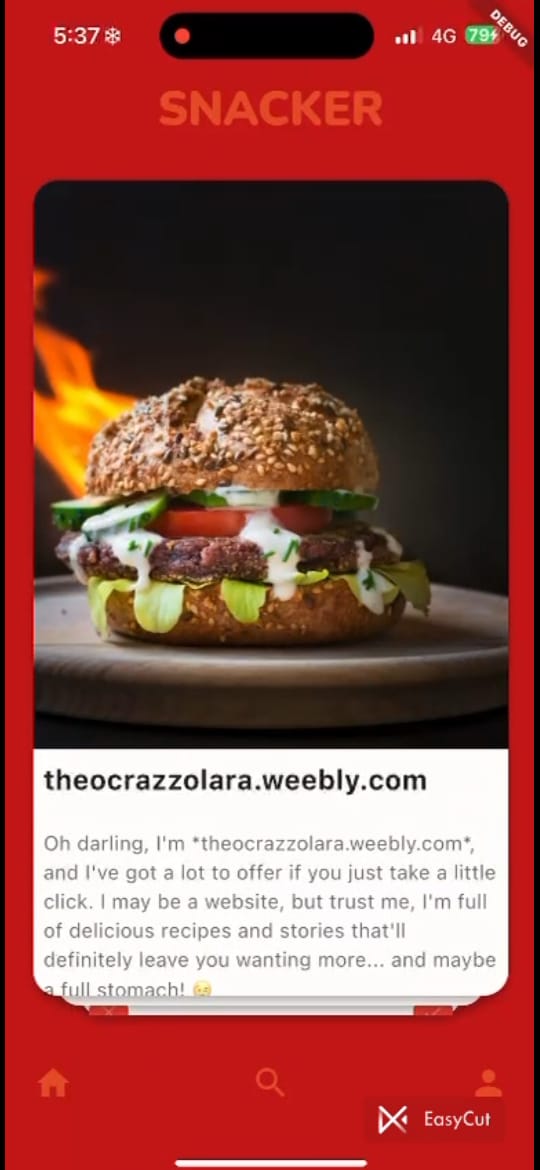 5:37
4G
79
DEBUG
SNACKER
theocrazzolara.weebly.com
Oh darling, I'm *theocrazzolara.weebly.com*,
and I've got a lot to offer if you just take a little
click. I may be a website, but trust me, I'm full
of delicious recipes and stories that'll
definitely leave you wanting more... and maybe
a full stomach! 😉
EasyCut